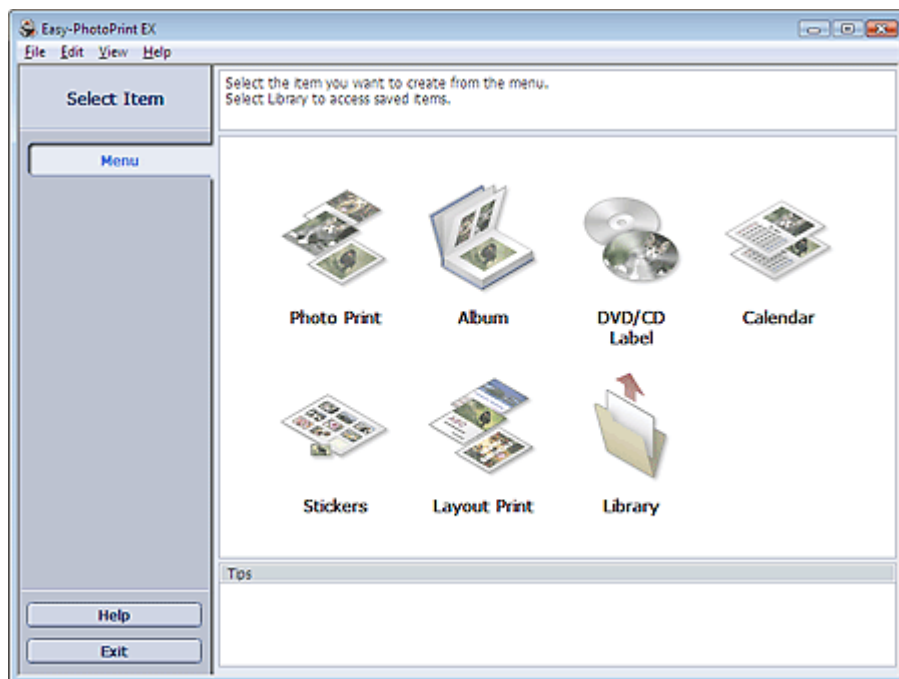 Easy-PhotoPrint EX
File Edit View Help
Select Item
Select the item you want to create from the menu.
Select Library to access saved items.
Menu
Photo Print
Album
DVD/CD
Label
Calendar
Stickers
Layout Print
Library
Tips
Help
Exit